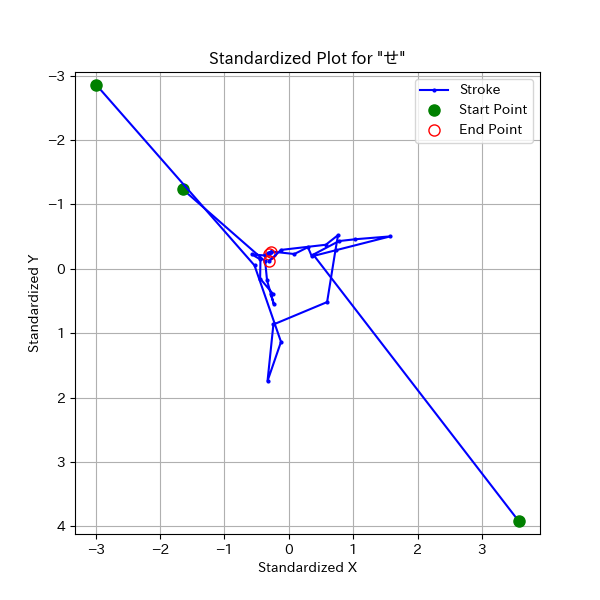 Standardized Plot for "せ"
Stroke
Start Point
End Point
Standardized Y
−3
−2
−1
0
1
2
3
4
−3 −2 −1 0 1 2 3
Standardized X